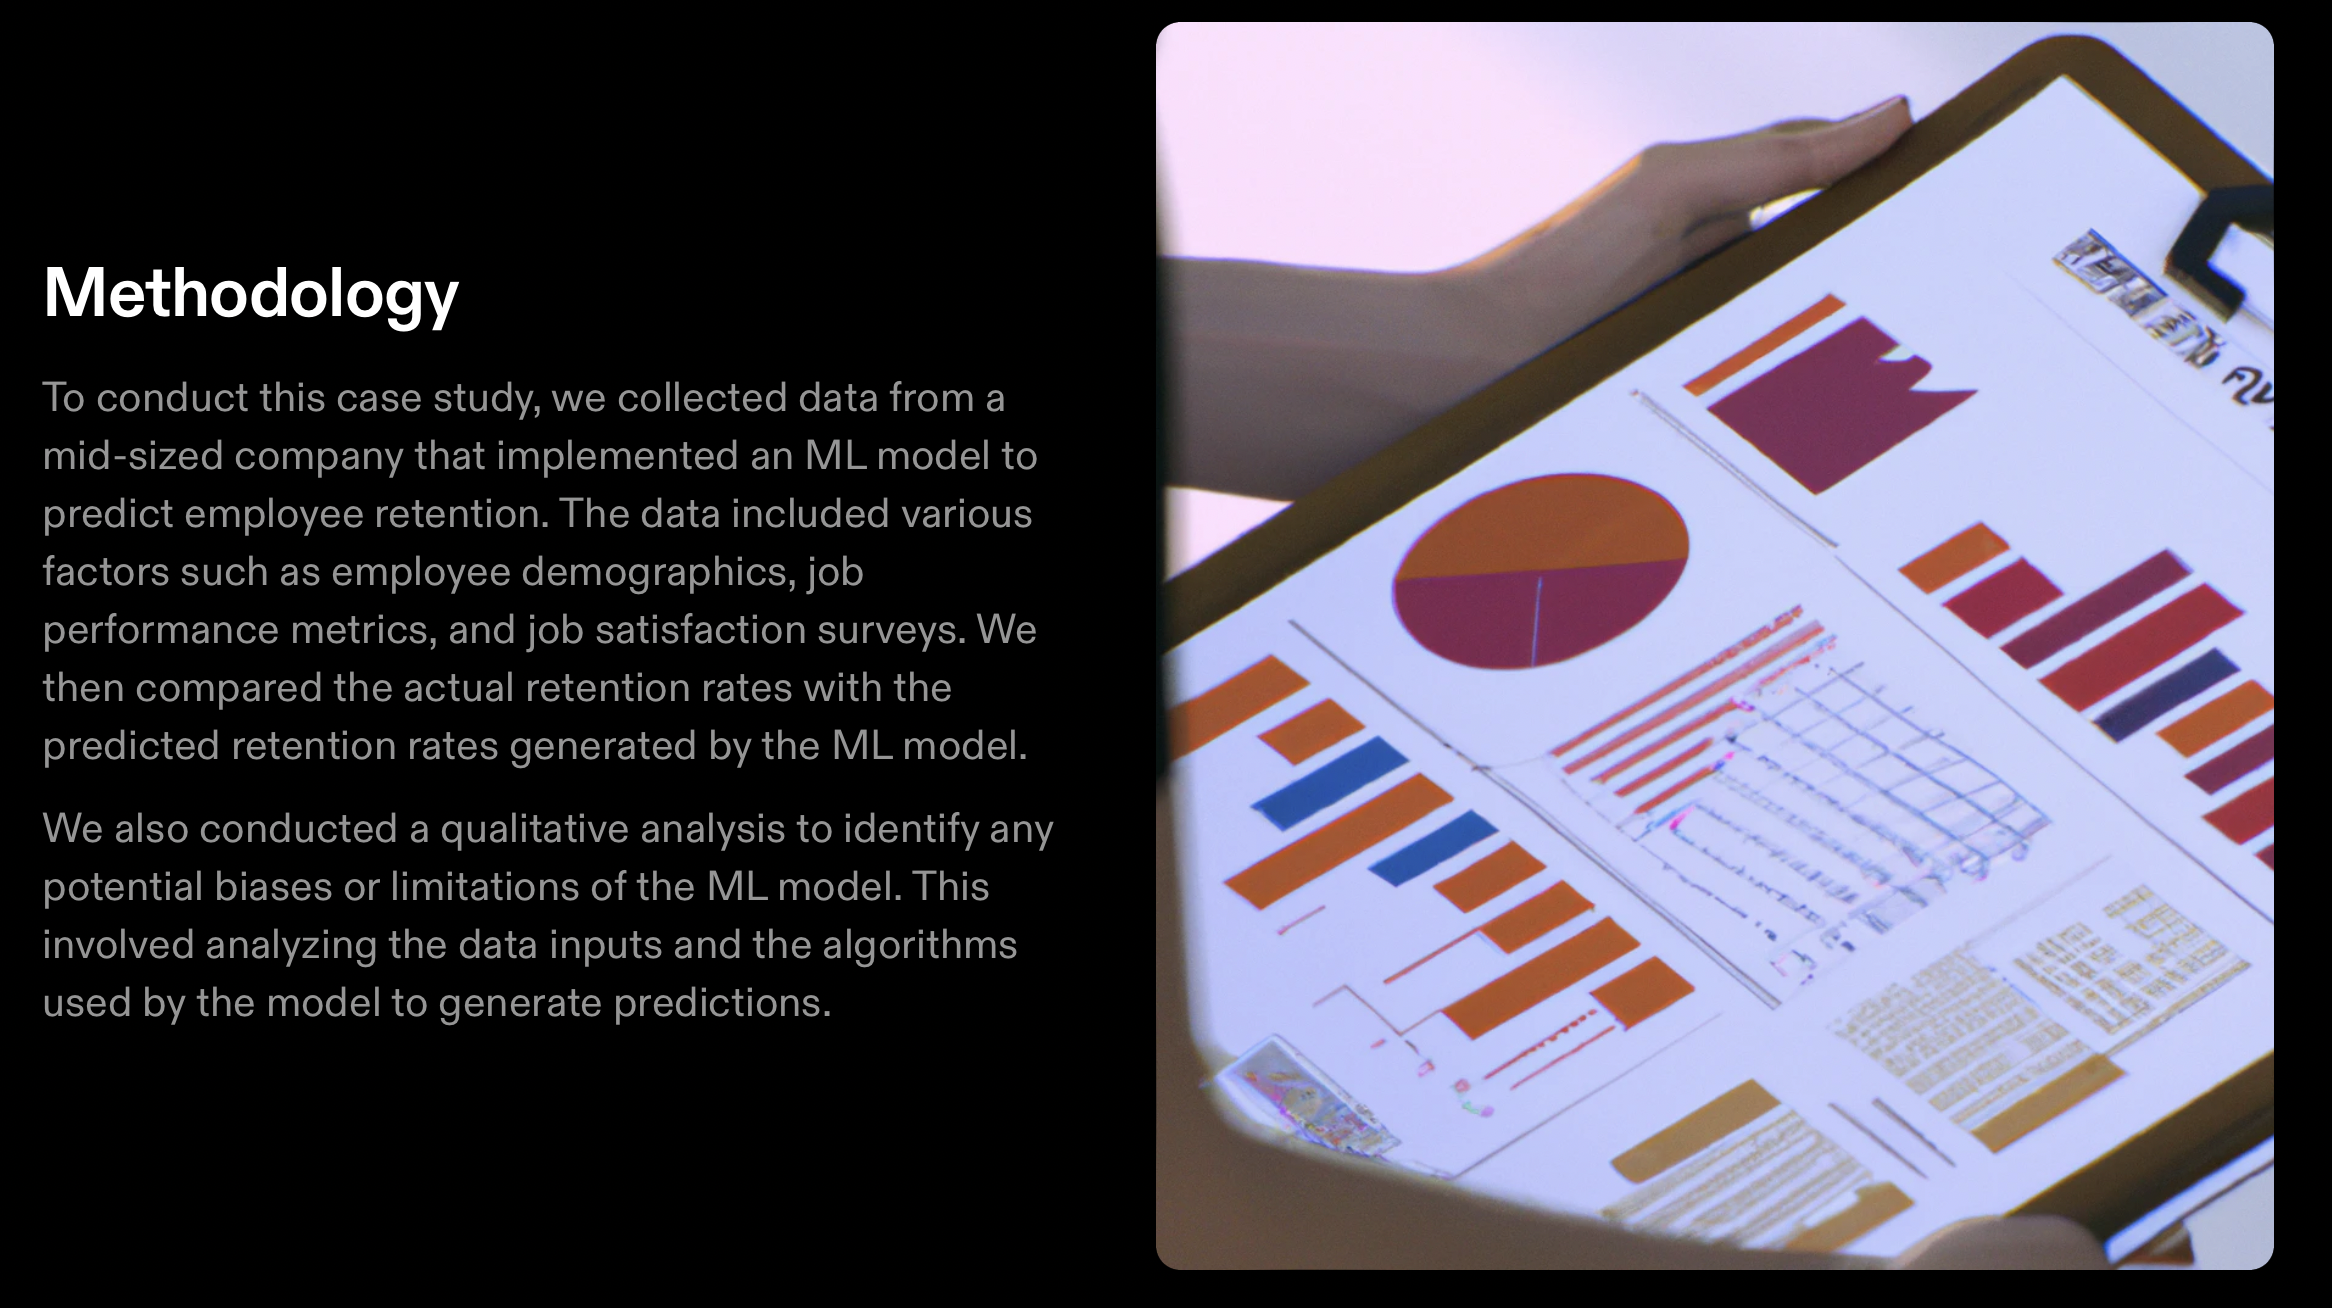 Methodology
To conduct this case study, we collected data from a
mid-sized company that implemented an ML model to
predict employee retention. The data included various
factors such as employee demographics, job
performance metrics, and job satisfaction surveys. We
then compared the actual retention rates with the
predicted retention rates generated by the ML model.
We also conducted a qualitative analysis to identify any
potential biases or limitations of the ML model. This
involved analyzing the data inputs and the algorithms
used by the model to generate predictions.